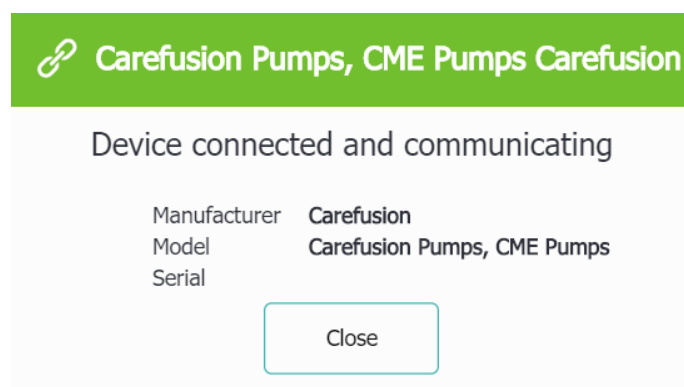 Carefusion Pumps, CME Pumps Carefusion
Device connected and communicating
Manufacturer Carefusion
Model Carefusion Pumps, CME Pumps
Serial
Close